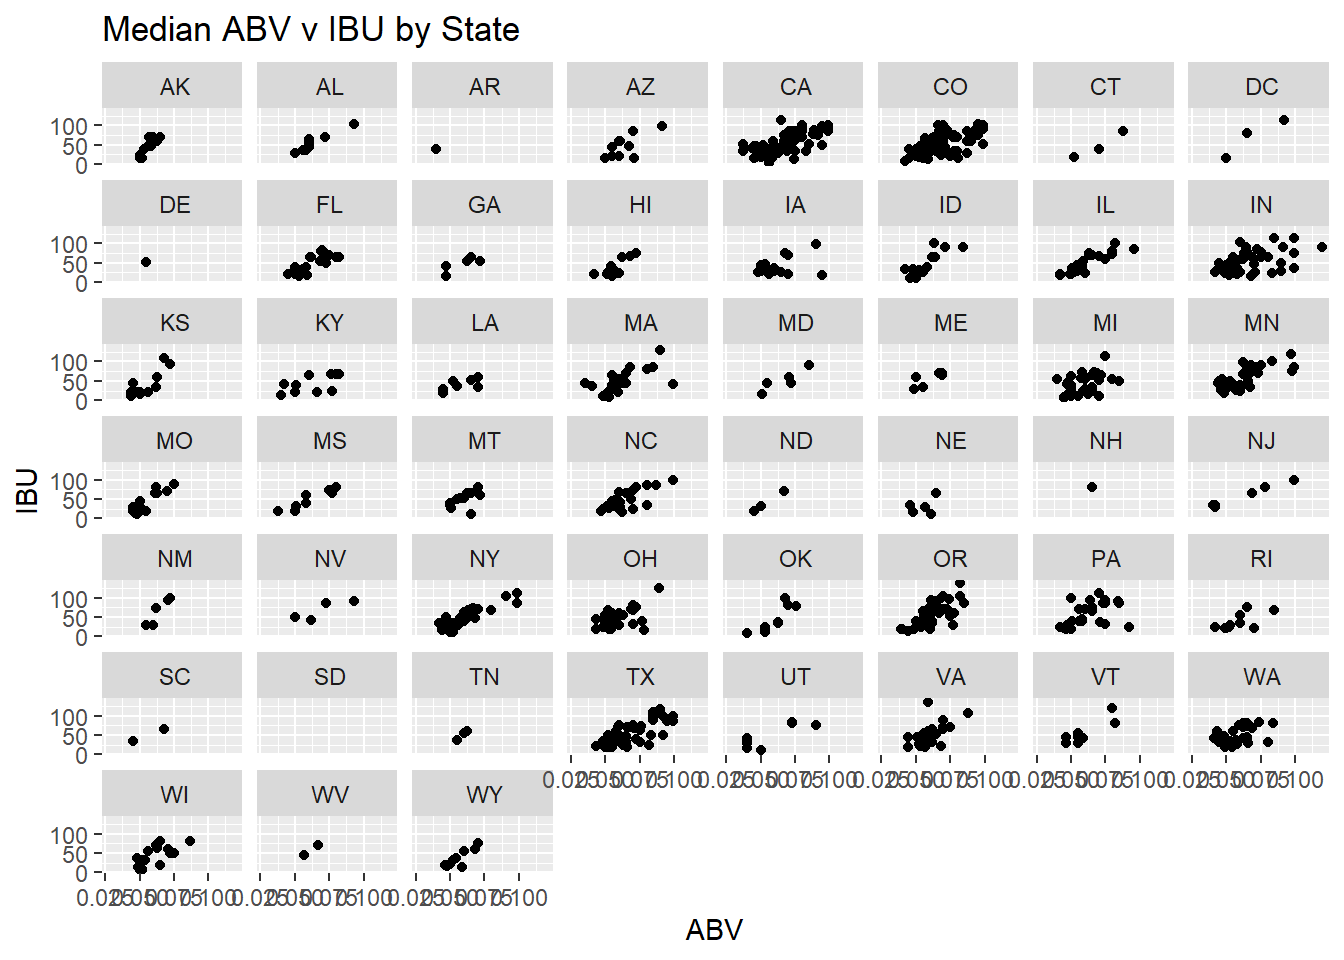 Median ABV v IBU by State
AK AL AR AZ CA CO CT DC
100
50
0
DE FL GA HI IA ID IL IN
100
50
0
KS KY LA MA MD ME MI MN
100
50
0
MO MS MT NC ND NE NH NJ
100
50
0
NM NV NY OH OK OR PA RI
100
50
0
SC SD TN TX UT VA VT WA
100
50
0
0.025 0.050 0.075 0.100 0.025 0.050 0.075 0.100 0.025 0.050 0.075 0.100 0.025 0.050 0.075 0.100 0.025 0.050 0.075 0.100
WI WV WY
100
50
0
0.025 0.050 0.075 0.100 0.025 0.050 0.075 0.100 0.025 0.050 0.075 0.100
IBU
ABV